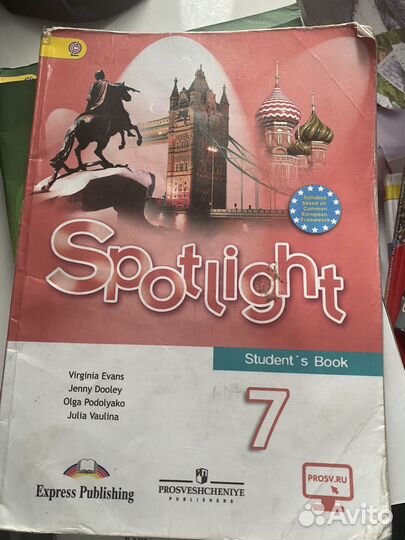 Syllabus
based on
Common
European
Framework
Spotlight
Student´s Book
Virginia Evans
Jenny Dooley
Olga Podolyako
Julia Vaulina
7
Express Publishing
PROSVESHCHENIYE
PUBLISHERS
PROSV.RU
Avito